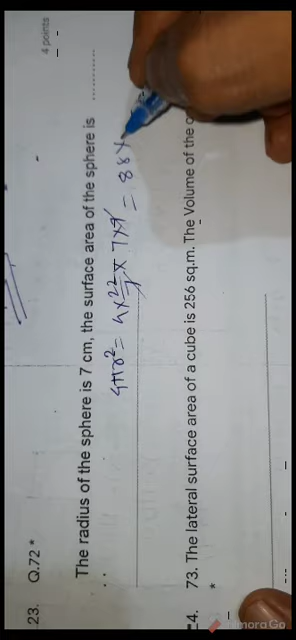 23. Q.72 *
4 points
The radius of the sphere is 7 cm, the surface area of the sphere is ..........
4πr² = 4 x 22/7 x 7 x 7 = 88 x
73. The lateral surface area of a cube is 256 sq.m. The Volume of the
*